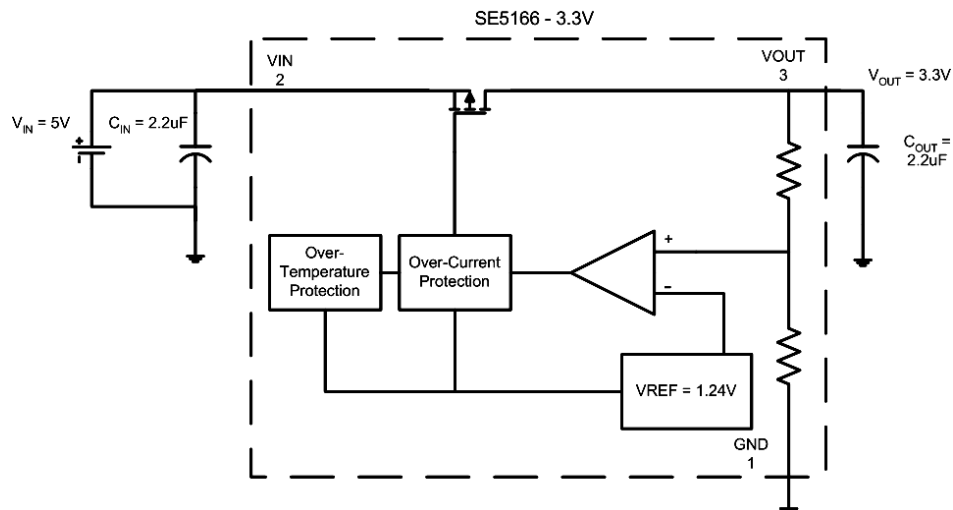 SE5166 - 3.3V
VIN
2
VOUT
3
VOUT = 3.3V
VIN = 5V
CIN = 2.2uF
COUT =
2.2uF
+
-
Over-
Temperature
Protection
Over-Current
Protection
+
–
VREF = 1.24V
GND
1